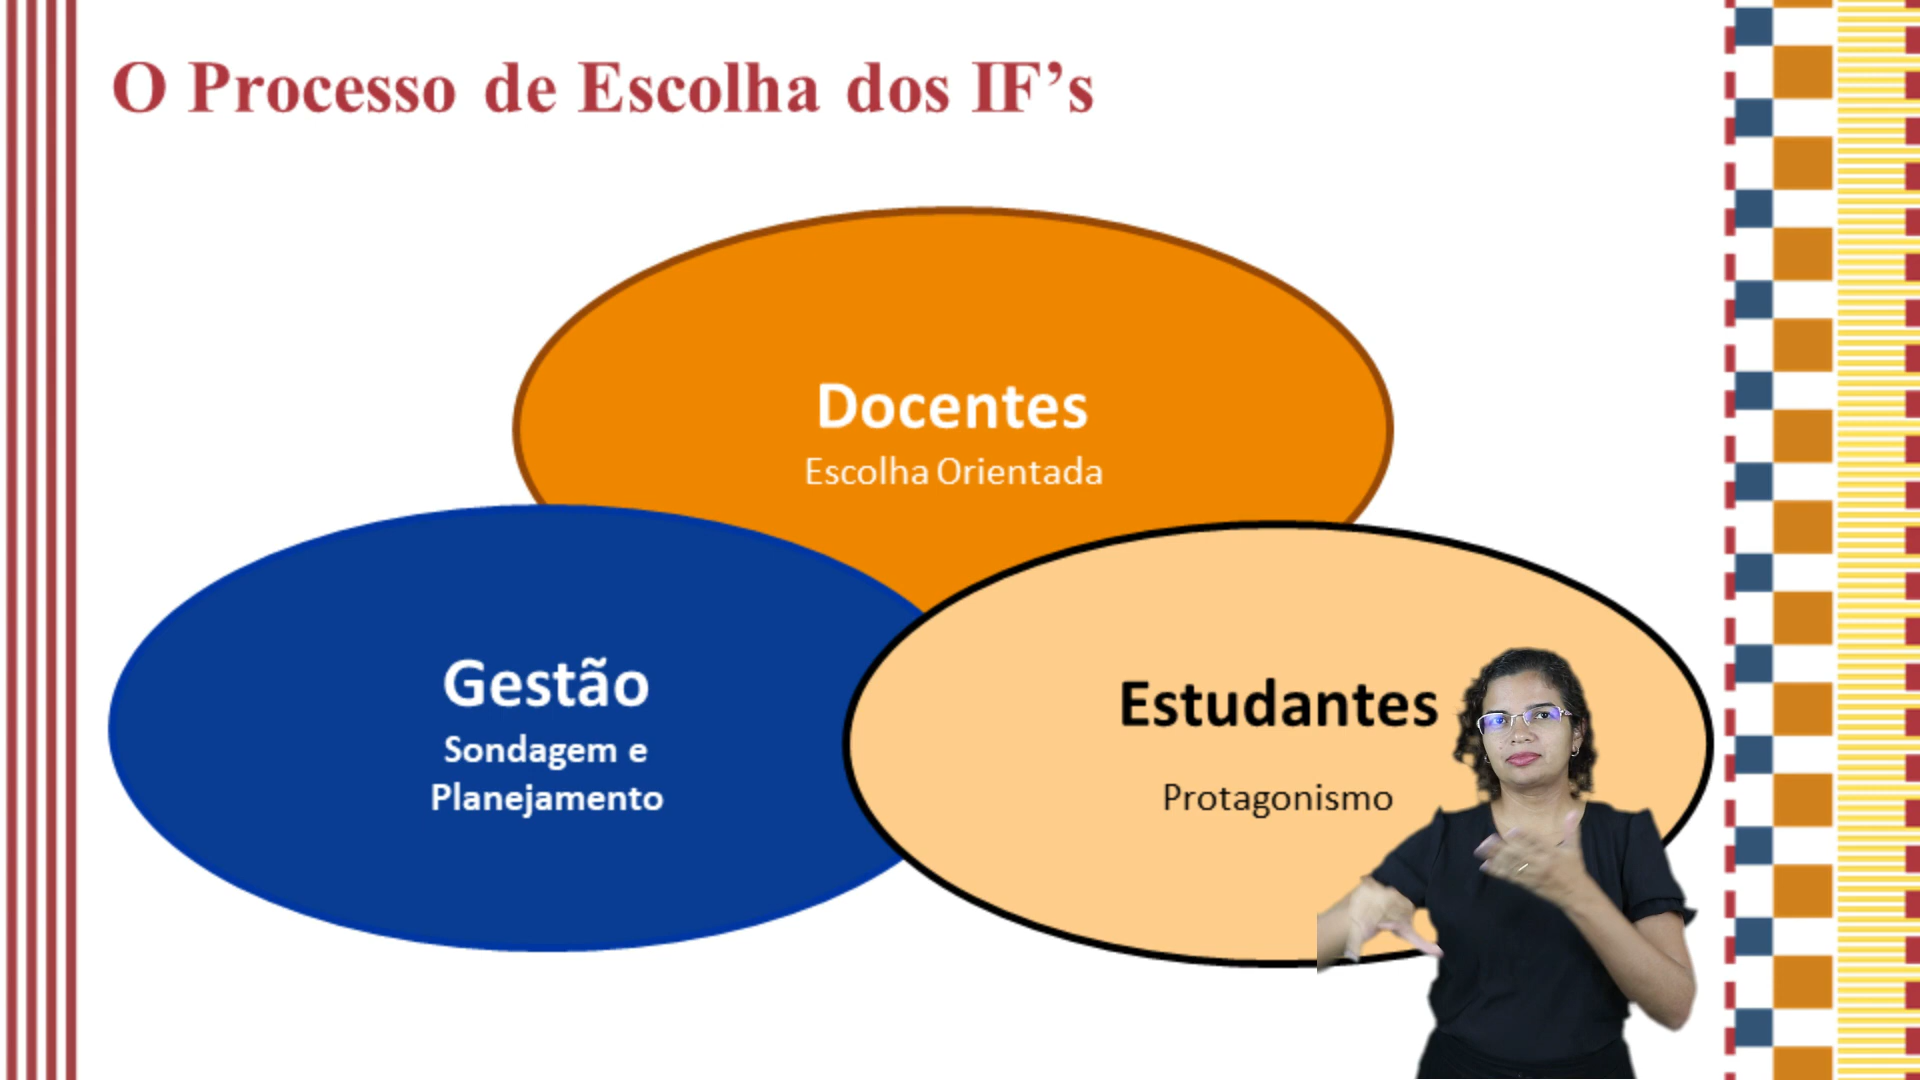 O Processo de Escolha dos IF’s
Docentes
Escolha Orientada
Gestão
Sondagem e
Planejamento
Estudantes
Protagonismo